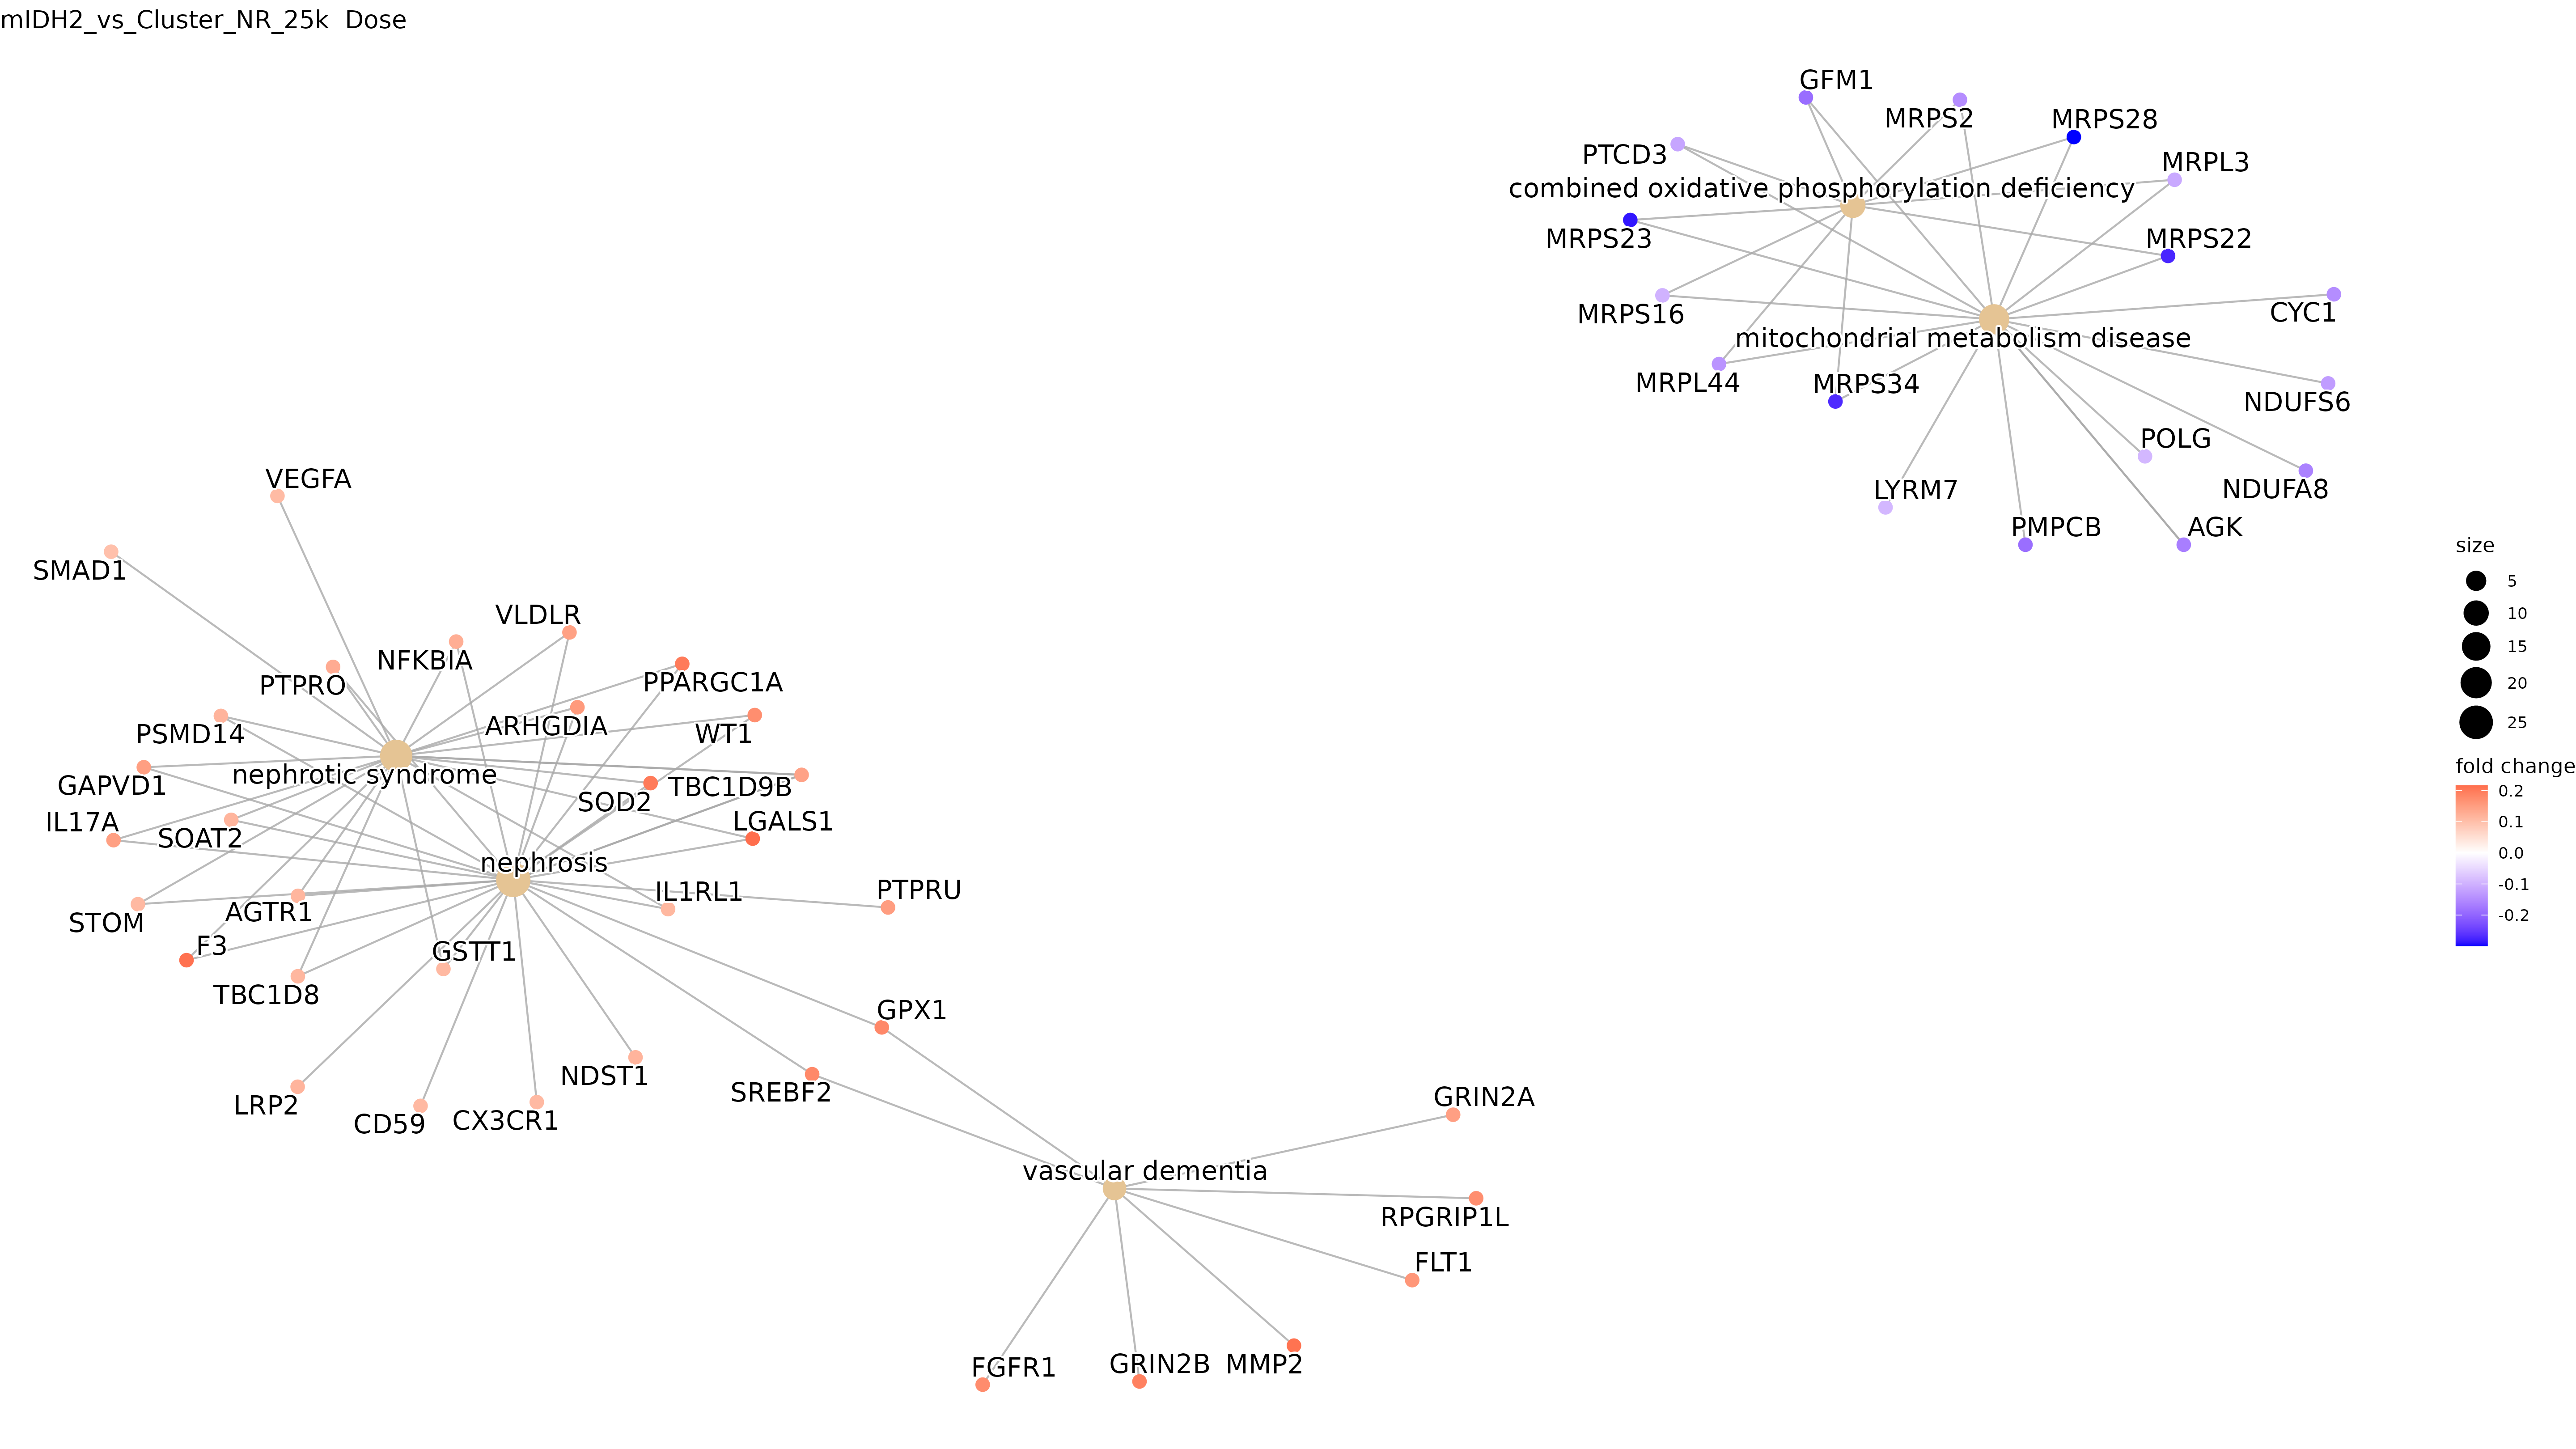 mIDH2_vs_Cluster_NR_25k  Dose
GFM1
MRPS2
MRPS28
PTCD3
MRPL3
combined oxidative phosphorylation deficiency
MRPS23
MRPS22
MRPS16
CYC1
mitochondrial metabolism disease
MRPL44
MRPS34
NDUFS6
POLG
NDUFA8
LYRM7
PMPCB
AGK
VEGFA
SMAD1
VLDLR
NFKBIA
PTPRO
PPARGC1A
ARHGDIA
PSMD14
WT1
nephrotic syndrome
GAPVD1
TBC1D9B
SOD2
IL17A
SOAT2
LGALS1
nephrosis
IL1RL1
PTPRU
AGTR1
STOM
F3
GSTT1
TBC1D8
GPX1
NDST1
SREBF2
LRP2
CD59
CX3CR1
GRIN2A
vascular dementia
RPGRIP1L
FLT1
FGFR1
GRIN2B
MMP2
size
5
10
15
20
25
fold change
0.2
0.1
0.0
-0.1
-0.2